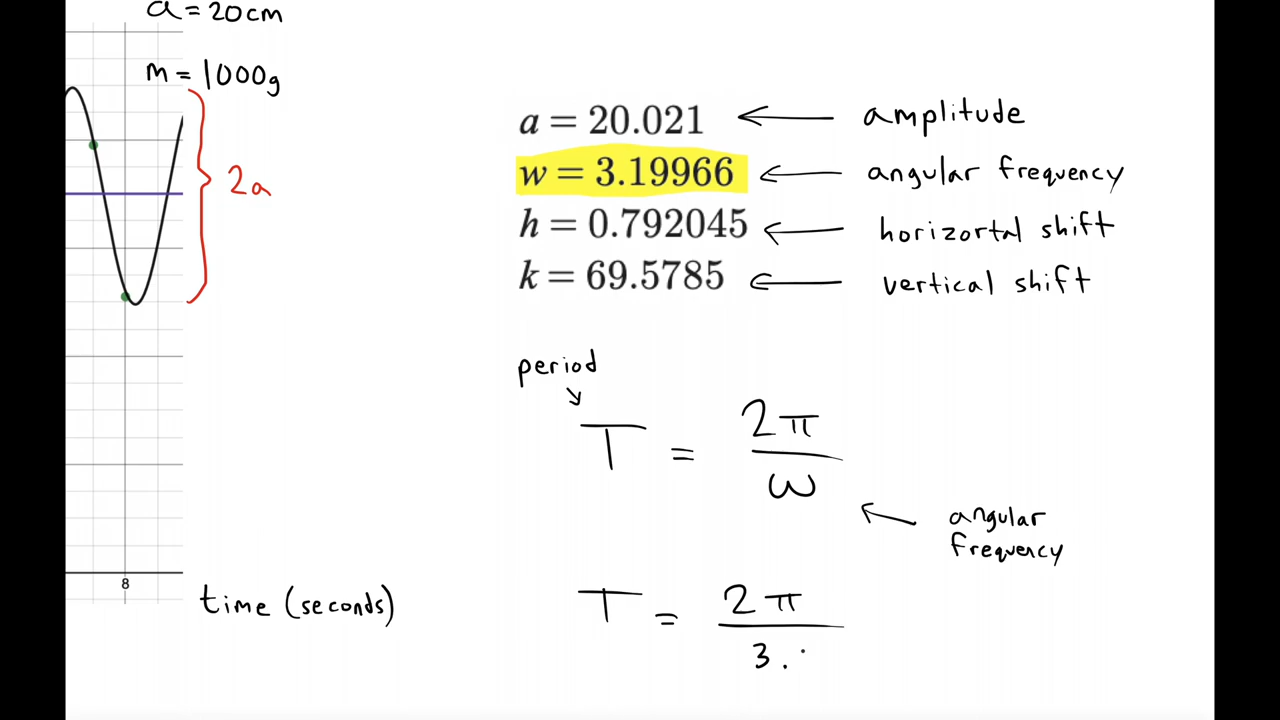 a = 20cm
m = 1000g
2a
8
time (seconds)
a = 20.021 ← amplitude
w = 3.19966 ← angular frequency
h = 0.792045 ← horizortal shift
k = 69.5785 ← vertical shift
period
T = 2π / ω
angular
frequency
T = 2π / 3.